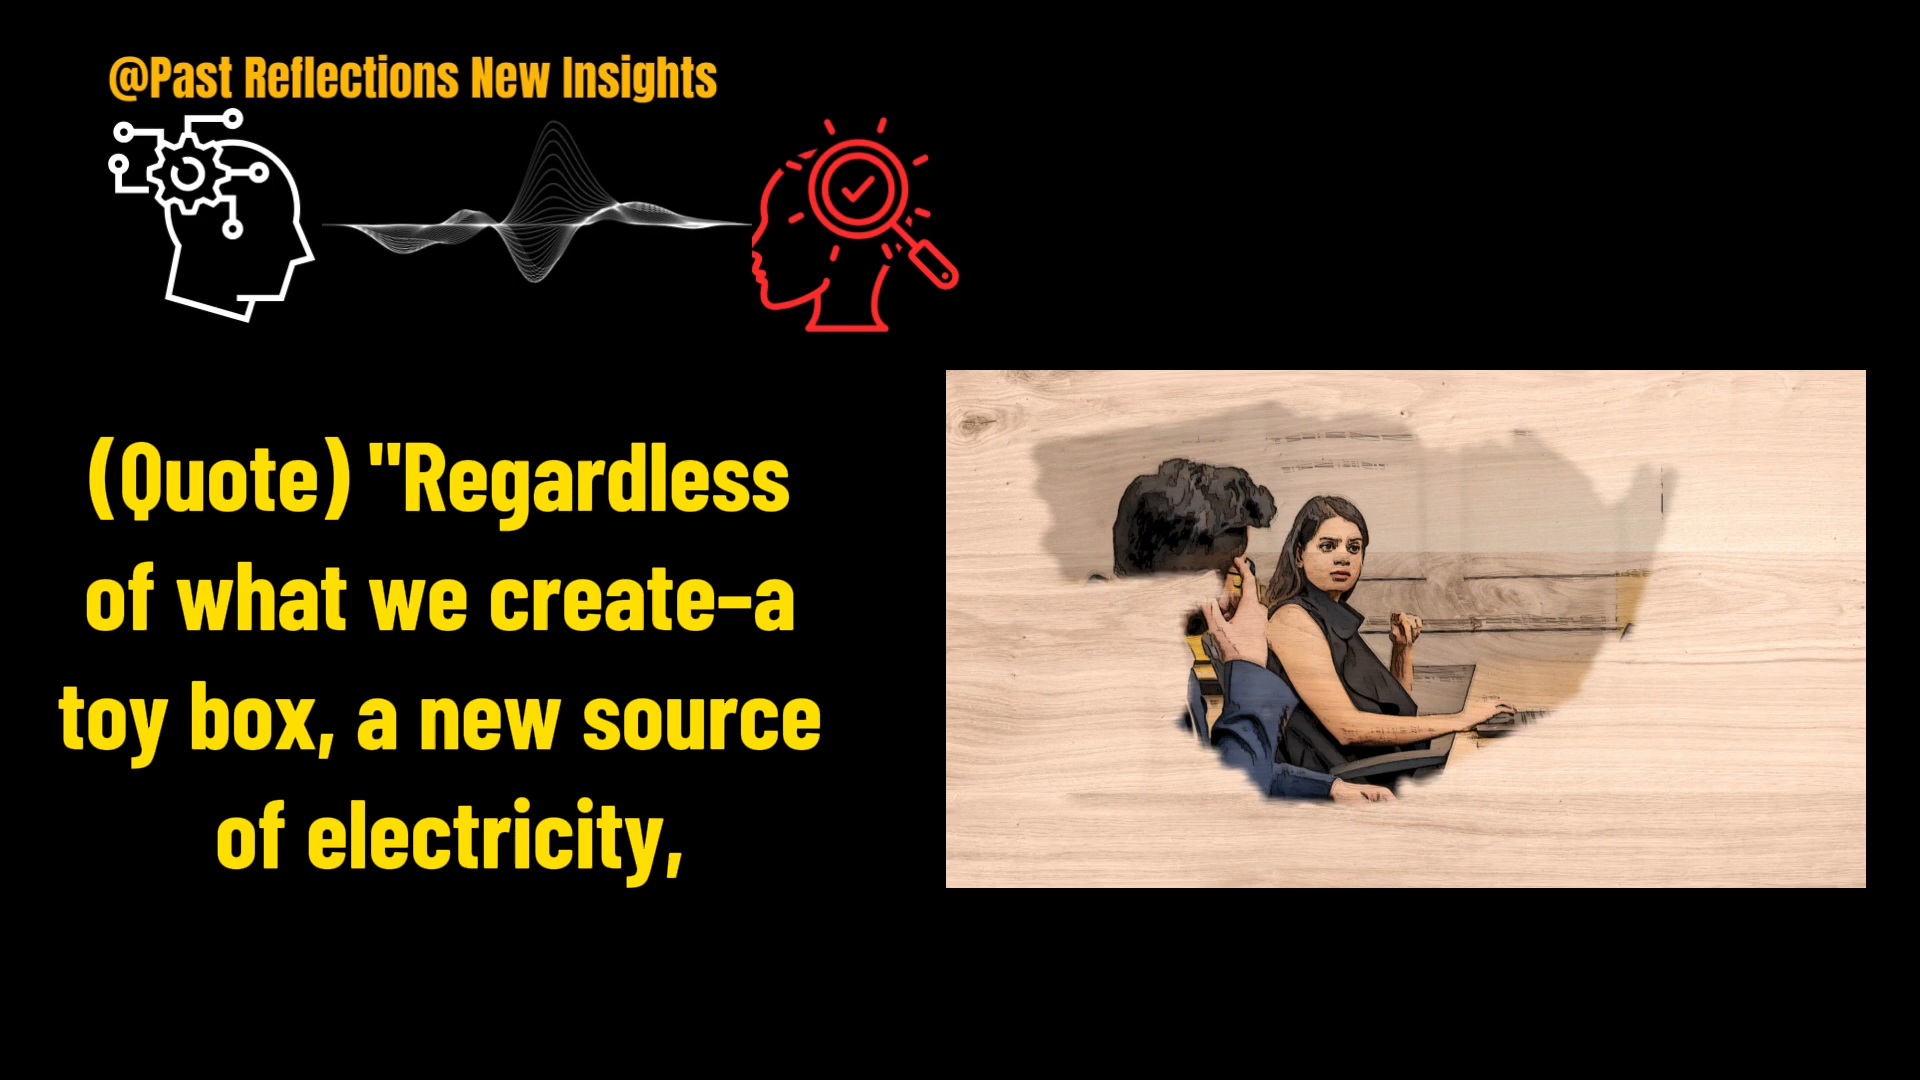 @Past Reflections New Insights
(Quote) "Regardless
of what we create–a
toy box, a new source
of electricity,